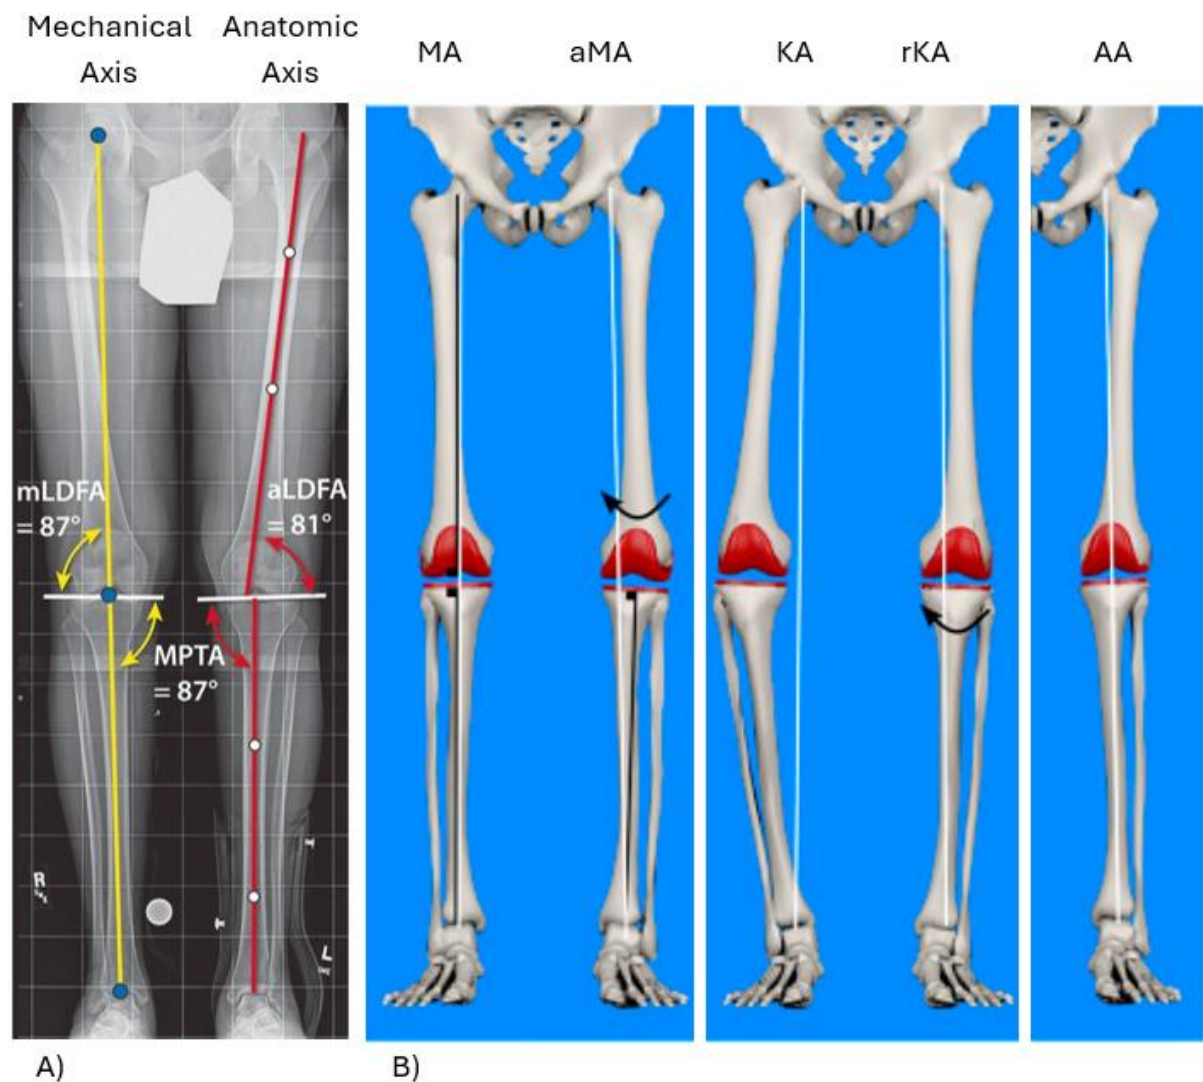 Mechanical Axis
Anatomic Axis
MA
aMA
KA
rKA
AA
mLDFA
= 87°
aLDFA
= 81°
MPTA
= 87°
R
L
A)
B)